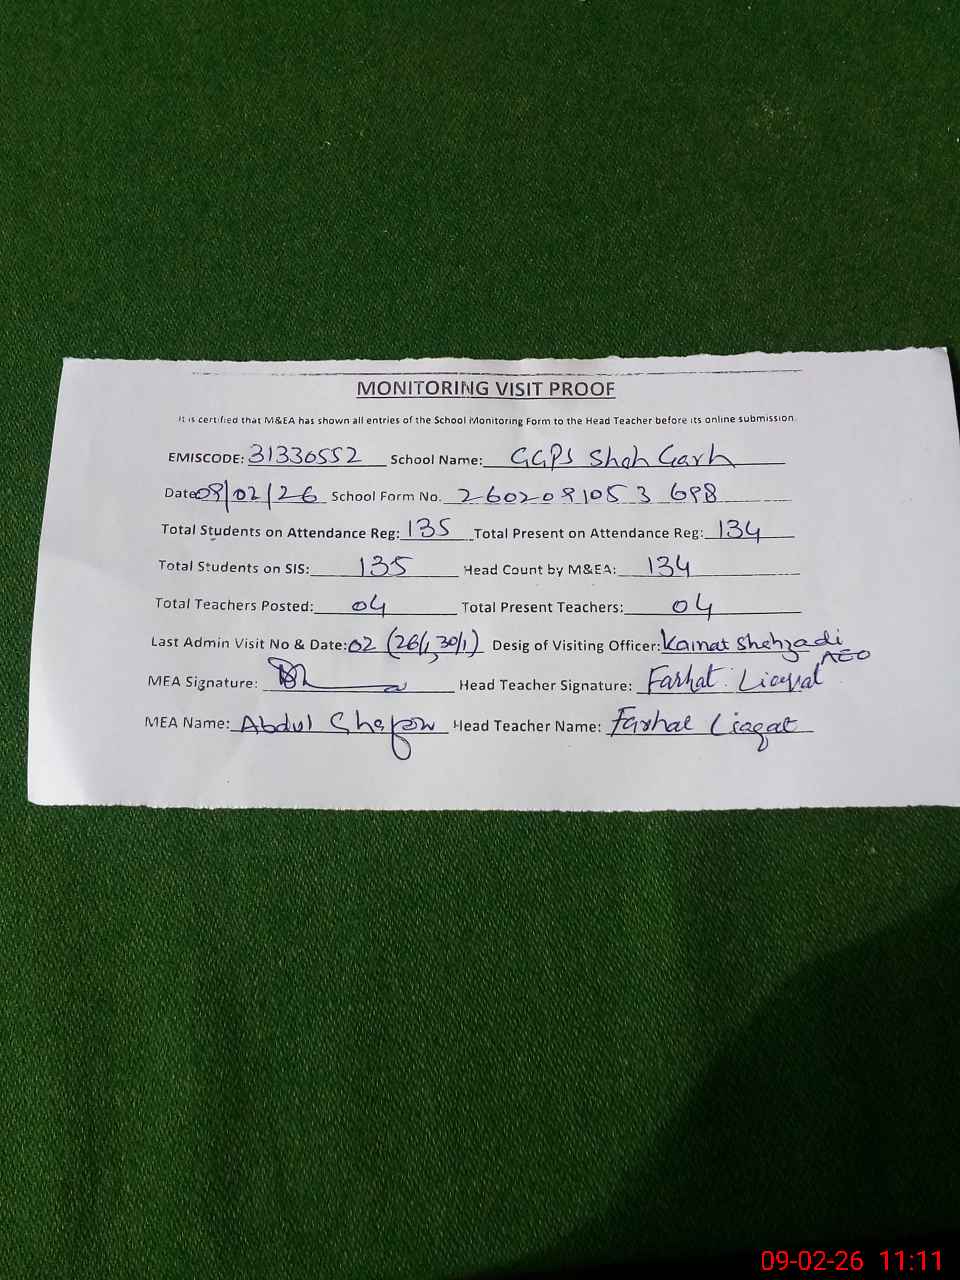 MONITORING VISIT PROOF
It is certified that M&EA has shown all entries of the School Monitoring Form to the Head Teacher before its online submission.
EMISCODE: 31330552 School Name: GGPS Shah Garh
Date 09/02/26 School Form No. 2602091053 698
Total Students on Attendance Reg: 135 Total Present on Attendance Reg: 134
Total Students on SIS: 135 Head Count by M&EA: 134
Total Teachers Posted: 04 Total Present Teachers: 04
Last Admin Visit No & Date: 02 (26/1, 30/1) Desig of Visiting Officer: Kainat Shehzadi
AEO
MEA Signature: Head Teacher Signature: Farhat Liaqat
MEA Name: Abdul Ghafoor Head Teacher Name: Farhat Liaqat
09-02-26 11:11